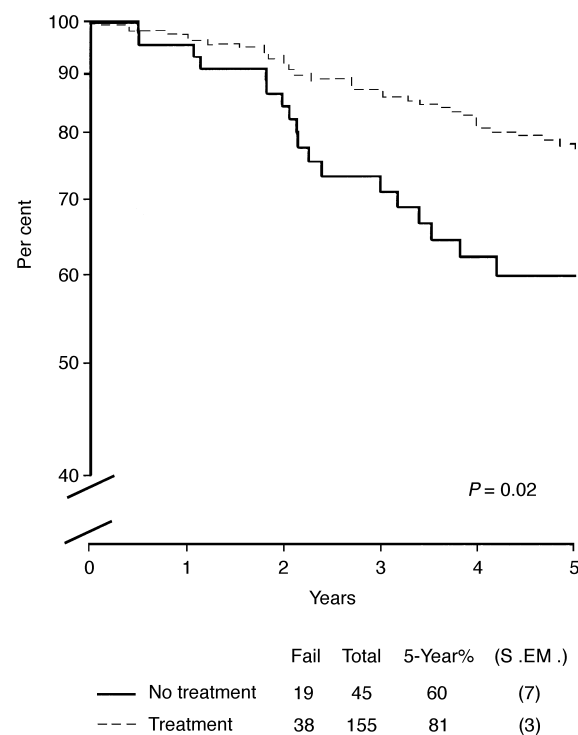 100
90
80
70
60
50
40
Per cent
P = 0.02
0 1 2 3 4 5
Years
Fail Total 5-Year% (S .EM .)
No treatment 19 45 60 (7)
Treatment 38 155 81 (3)